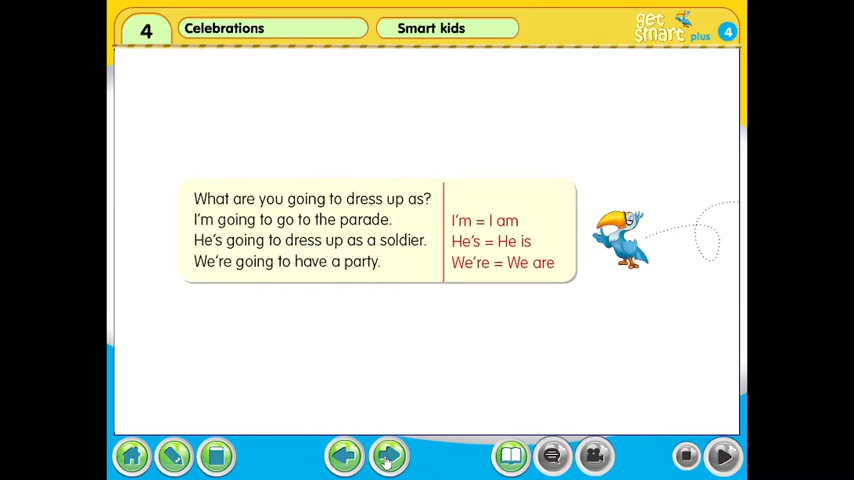 4
Celebrations
Smart kids
get smart plus 4
What are you going to dress up as?
I'm going to go to the parade.
He's going to dress up as a soldier.
We're going to have a party.
I'm = I am
He's = He is
We're = We are